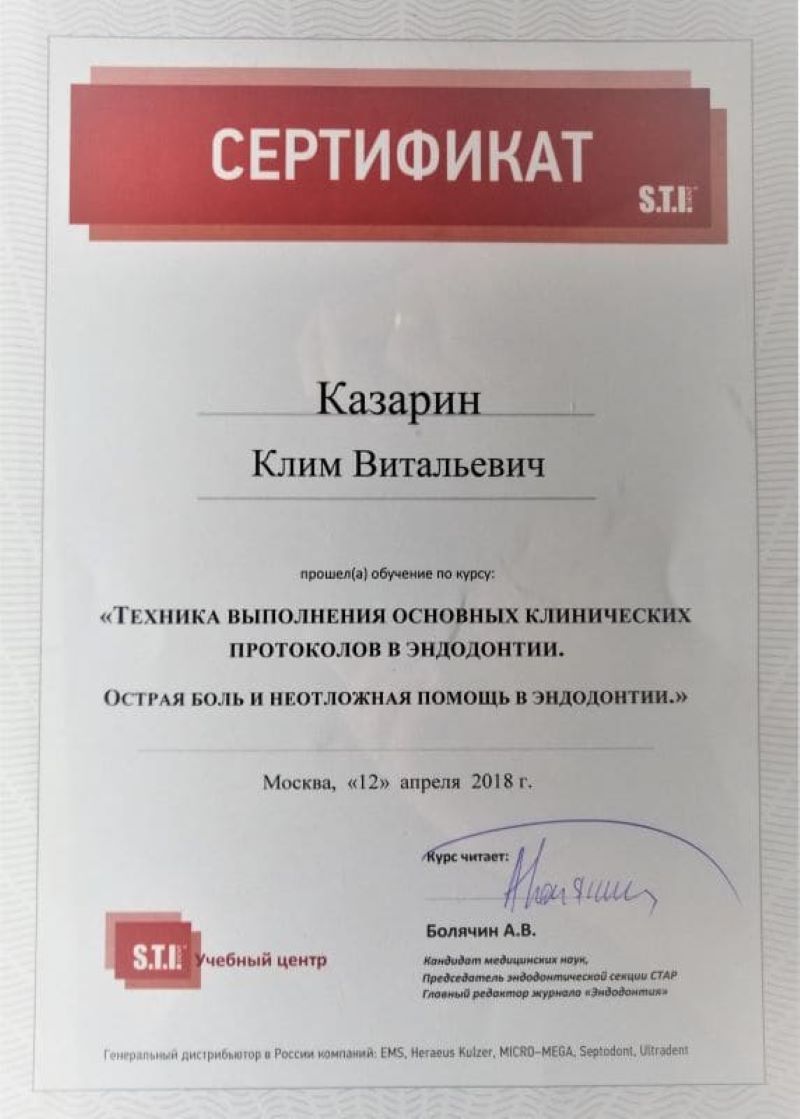 СЕРТИФИКАТ
S.T.I.
Казарин
Клим Витальевич
прошел(а) обучение по курсу:
«Техника выполнения основных клинических
протоколов в эндодонтии.
Острая боль и неотложная помощь в эндодонтии.»
Москва, «12» апреля 2018 г.
Курс читает:
Болячин А.В.
Кандидат медицинских наук,
Председатель эндодонтической секции СТАР
Главный редактор журнала «Эндодонтия»
S.T.I. Учебный центр
Генеральный дистрибьютор в России компаний: EMS, Heraeus Kulzer, MICRO-MEGA, Septodont, Ultradent